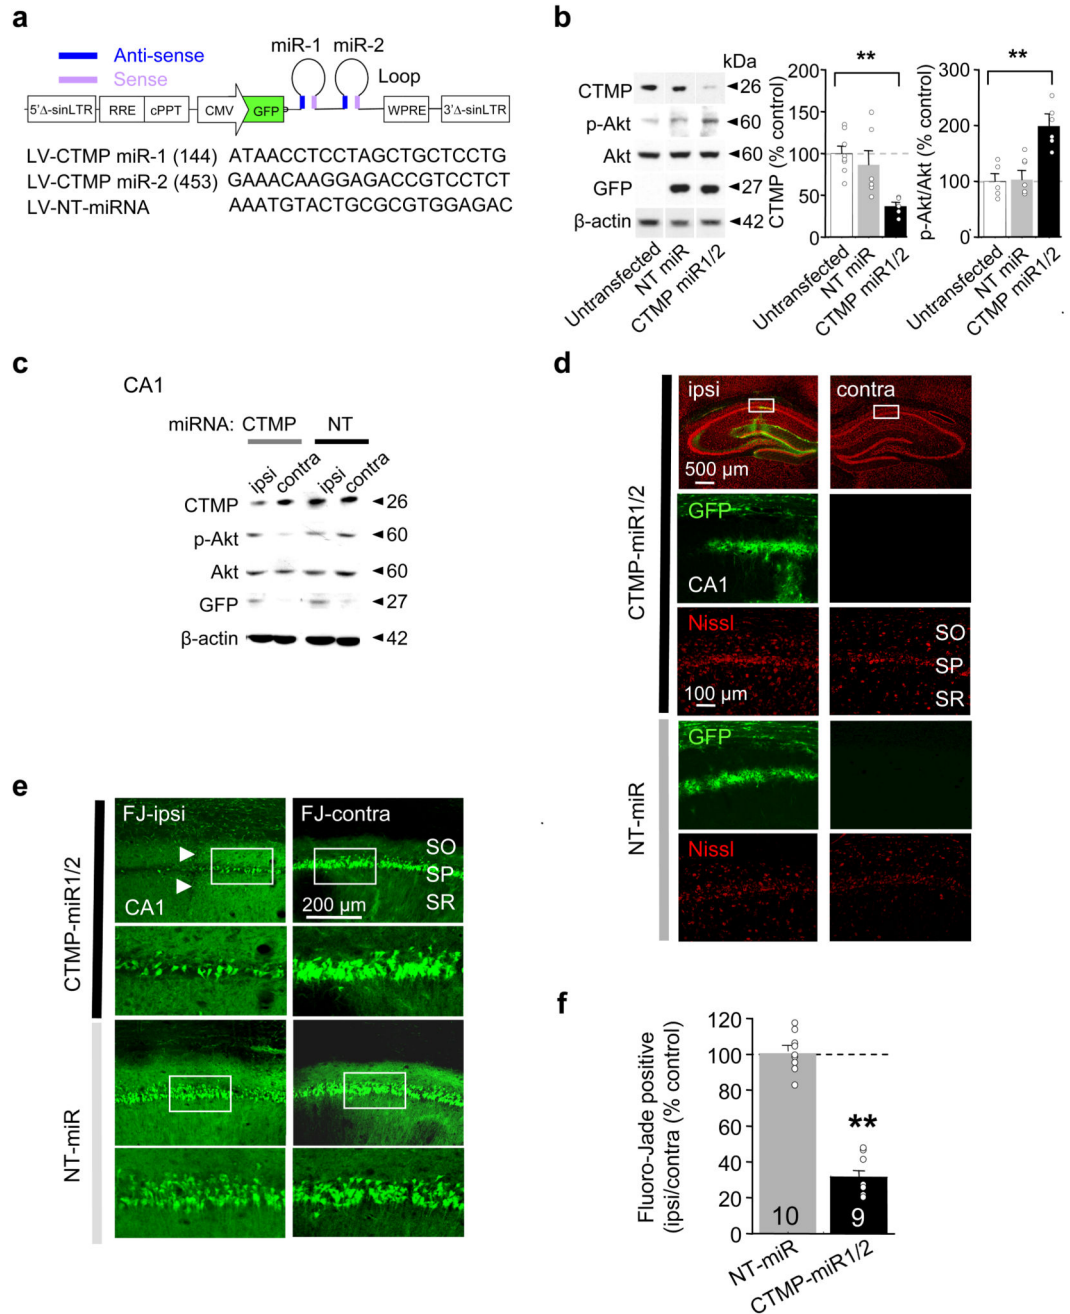 a
Anti-sense
Sense
miR-1 miR-2
Loop
5'Δ-sinLTR RRE cPPT CMV GFP WPRE 3'Δ-sinLTR
LV-CTMP miR-1 (144) ATAACCTCCTAGCTGCTCCTG
LV-CTMP miR-2 (453) GAAACAAGGAGACCGTCCTCT
LV-NT-miRNA AAATGTACTGCGCGTGGAGAC
b
kDa
CTMP 26
p-Akt 60
Akt 60
GFP 27
β-actin 42
Untransfected
NT miR
CTMP miR1/2
CTMP (% control)
200
150
100
50
0
**
Untransfected
NT miR
CTMP miR1/2
p-Akt/Akt (% control)
300
200
100
0
**
Untransfected
NT miR
CTMP miR1/2
c
CA1
miRNA: CTMP NT
ipsi contra ipsi contra
CTMP 26
p-Akt 60
Akt 60
GFP 27
β-actin 42
d
CTMP-miR1/2
ipsi contra
500 µm
GFP
CA1
Nissl
SO
SP
SR
100 µm
NT-miR
GFP
Nissl
e
CTMP-miR1/2
FJ-ipsi FJ-contra
SO
SP
SR
CA1
200 µm
NT-miR
f
Fluoro-Jade positive
(ipsi/contra (% control)
120
100
80
60
40
20
0
**
10 9
NT-miR
CTMP-miR1/2